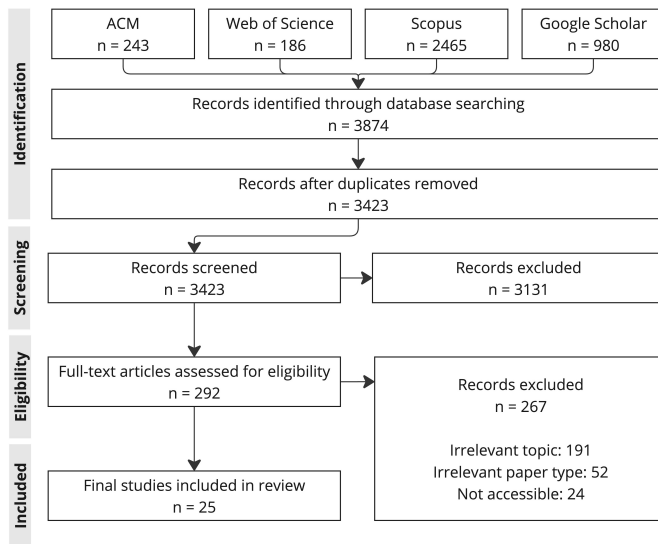 ACM
n = 243
Web of Science
n = 186
Scopus
n = 2465
Google Scholar
n = 980
Identification
Records identified through database searching
n = 3874
Records after duplicates removed
n = 3423
Screening
Records screened
n = 3423
Records excluded
n = 3131
Eligibility
Full-text articles assessed for eligibility
n = 292
Records excluded
n = 267
Irrelevant topic: 191
Irrelevant paper type: 52
Not accessible: 24
Included
Final studies included in review
n = 25